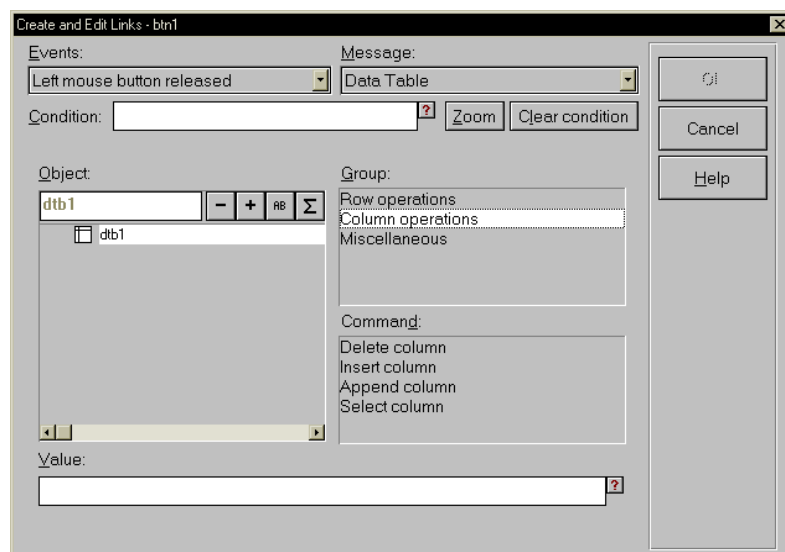 Create and Edit Links - btn1
Events:
Message:
Left mouse button released
Data Table
Condition:
?
Zoom
Clear condition
Cancel
Help
Object:
Group:
dtb1
− + AB Σ
dtb1
Row operations
Column operations
Miscellaneous
Command:
Delete column
Insert column
Append column
Select column
Value:
?